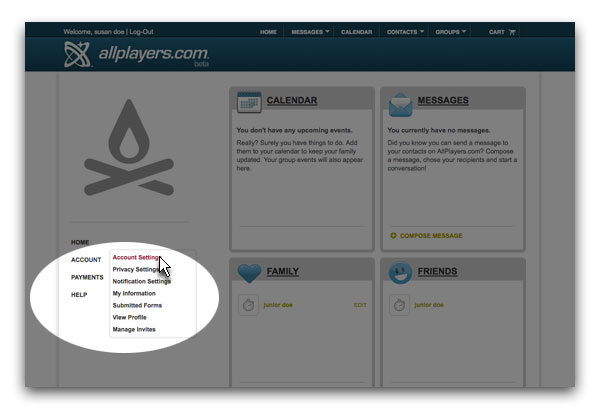 Welcome, susan doe | Log-Out
HOME
MESSAGES
CALENDAR
CONTACTS
GROUPS
CART
allplayers.com
beta
CALENDAR
You don't have any upcoming events.
Really? Surely you have things to do. Add
them to your calendar to keep your family
updated. Your group events will also appear
here.
MESSAGES
You currently have no messages.
Did you know you can send a message to
your contacts on AllPlayers.com? Compose
a message, chose your recipients and start a
conversation!
COMPOSE MESSAGE
HOME
ACCOUNT
PAYMENTS
HELP
Account Settings
Privacy Settings
Notification Settings
My Information
Submitted Forms
View Profile
Manage Invites
FAMILY
junior doe
EDIT
FRIENDS
junior doe